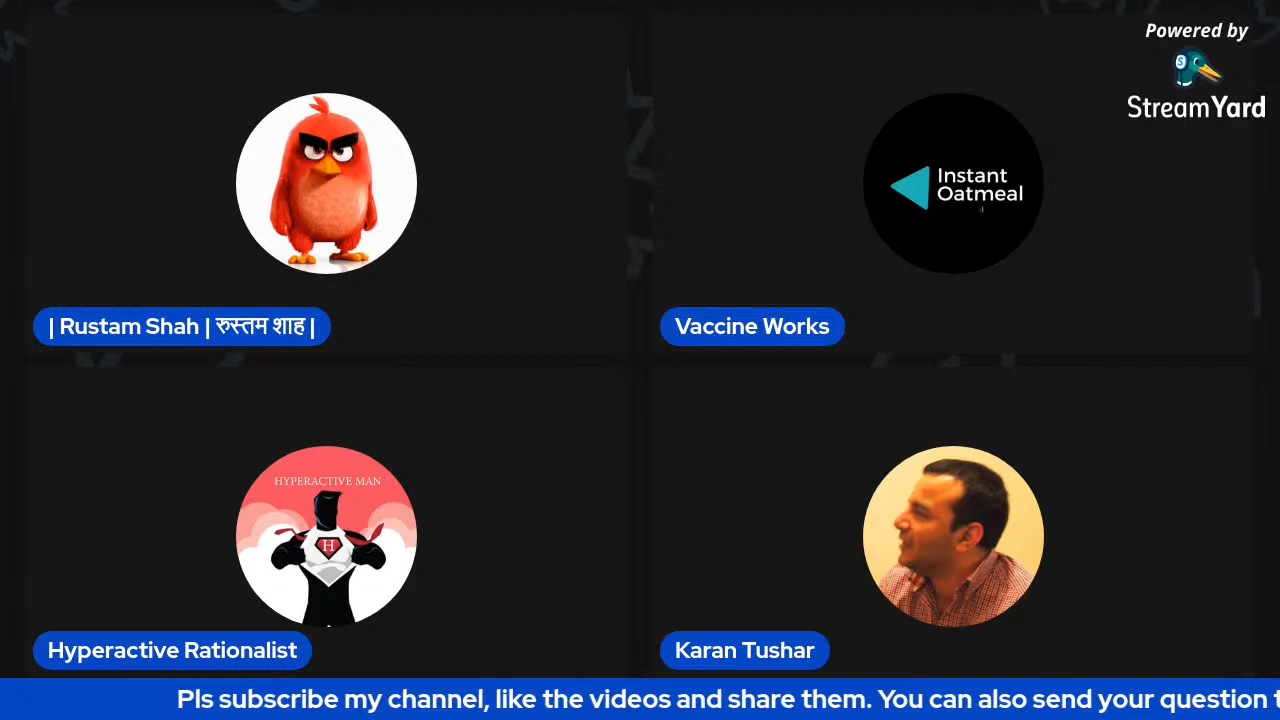 Powered by
StreamYard
Instant
Oatmeal
| Rustam Shah | रुस्तम शाह |
Vaccine Works
HYPERACTIVE MAN
H
Hyperactive Rationalist
Karan Tushar
Pls subscribe my channel, like the videos and share them. You can also send your question